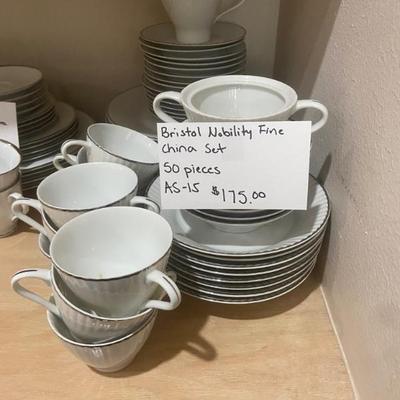 Bristol Nobility Fine
China Set
50 pieces
AS-15 $175.00